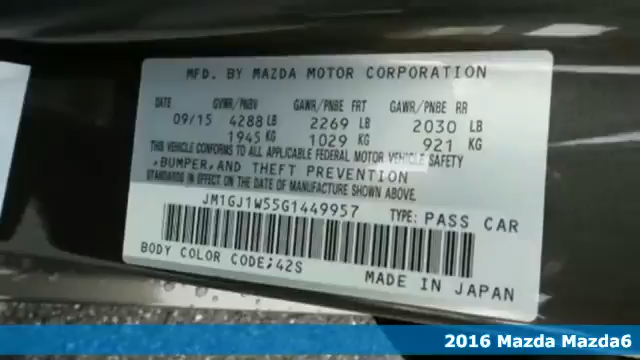 MFD. BY MAZDA MOTOR CORPORATION
DATE GVWR/PNBV GAWR/PNBE FRT GAWR/PNBE RR
09/15 4288 LB 2269 LB 2030 LB
1945 KG 1029 KG 921 KG
THIS VEHICLE CONFORMS TO ALL APPLICABLE FEDERAL MOTOR VEHICLE SAFETY
,BUMPER,AND THEFT PREVENTION
STANDARDS IN EFFECT ON THE DATE OF MANUFACTURE SHOWN ABOVE.
JM1GJ1W55G1449957 TYPE: PASS CAR
BODY COLOR CODE;42S
MADE IN JAPAN
2016 Mazda Mazda6